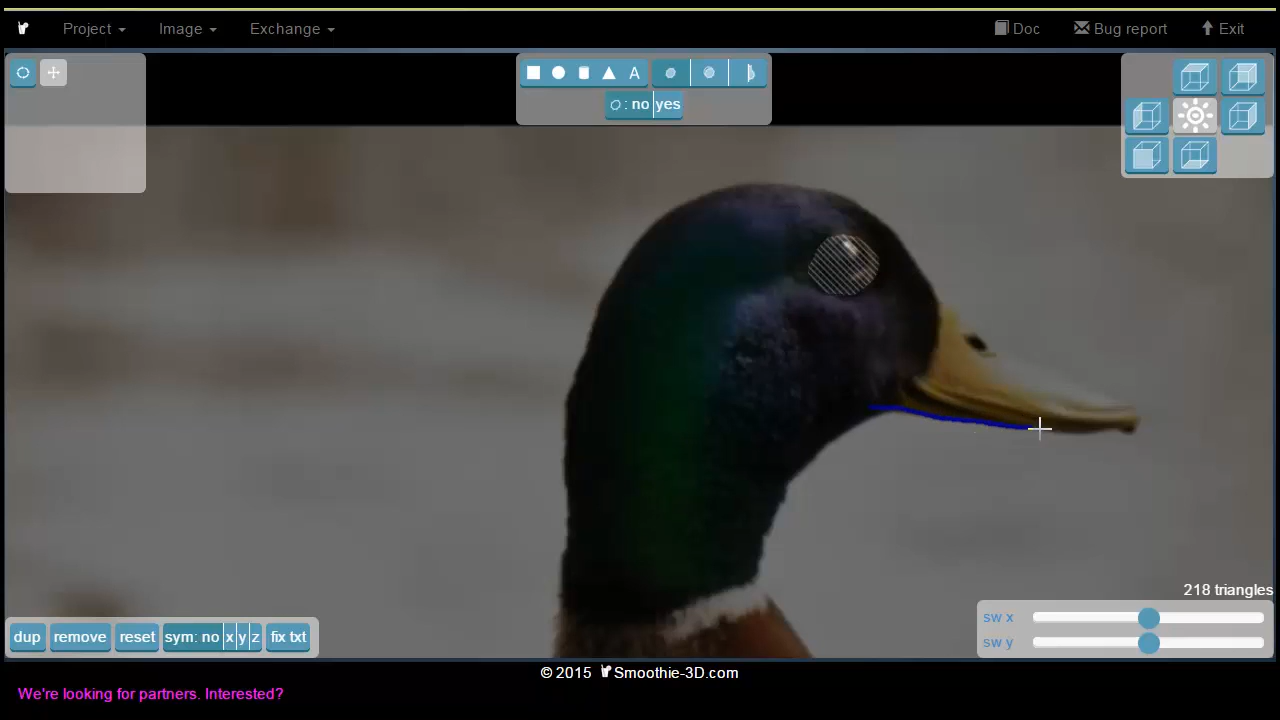 Project Image Exchange Doc Bug report Exit
A
: no yes
218 triangles
sw x
sw y
dup remove reset sym: no x y z fix txt
© 2015 Smoothie-3D.com
We're looking for partners. Interested?